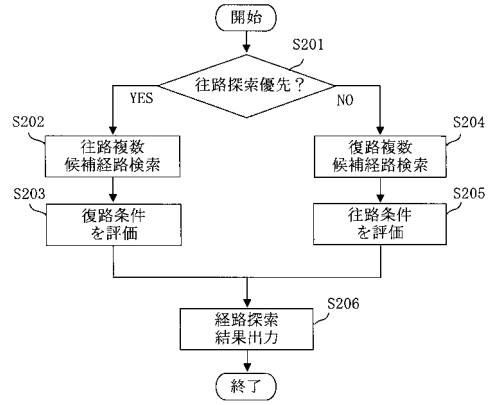 開始
S201
往路探索優先?
YES
NO
S202
往路複数
候補経路検索
S204
復路複数
候補経路検索
S203
復路条件
を評価
S205
往路条件
を評価
S206
経路探索
結果出力
終了